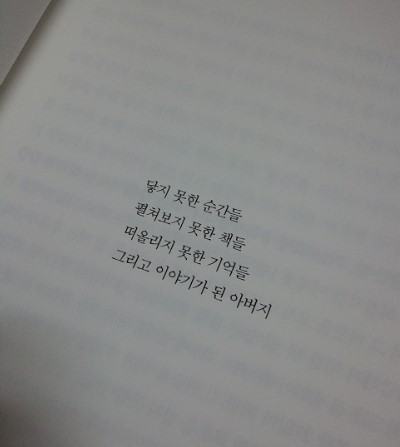 닿지 못한 순간들
펼쳐보지 못한 책들
떠올리지 못한 기억들
그리고 이야기가 된 아버지